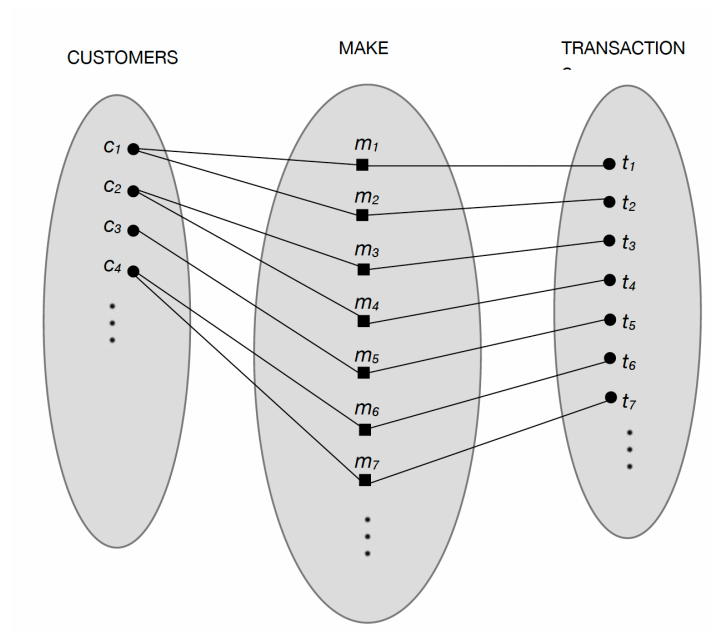 CUSTOMERS
MAKE
TRANSACTION
c1
c2
c3
c4
m1
m2
m3
m4
m5
m6
m7
t1
t2
t3
t4
t5
t6
t7